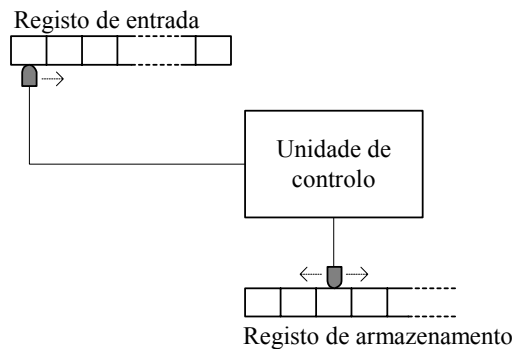 Registo de entrada
Unidade de
controlo
Registo de armazenamento